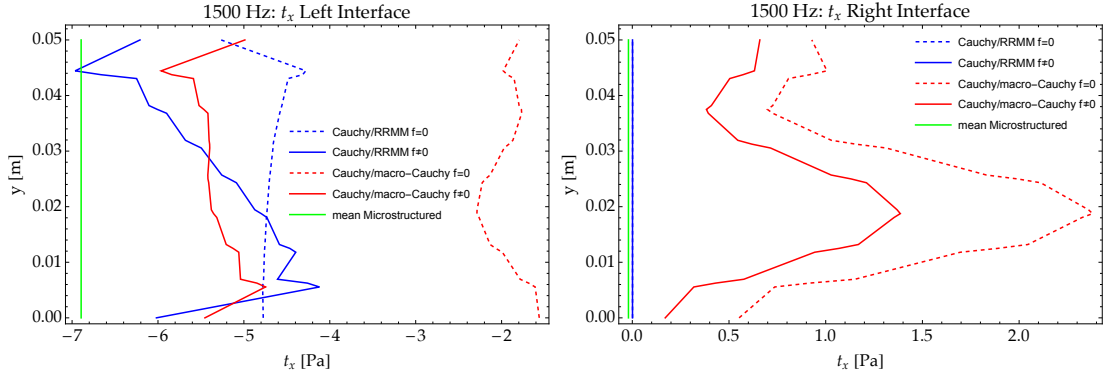 1500 Hz: t_x Left Interface
0.05
0.04
0.03
0.02
0.01
0.00
y [m]
Cauchy/RRMM f=0
Cauchy/RRMM f≠0
Cauchy/macro-Cauchy f=0
Cauchy/macro-Cauchy f≠0
mean Microstructured
−7 −6 −5 −4 −3 −2
t_x [Pa]
1500 Hz: t_x Right Interface
0.05
0.04
0.03
0.02
0.01
0.00
y [m]
Cauchy/RRMM f=0
Cauchy/RRMM f≠0
Cauchy/macro-Cauchy f=0
Cauchy/macro-Cauchy f≠0
mean Microstructured
0.0 0.5 1.0 1.5 2.0
t_x [Pa]